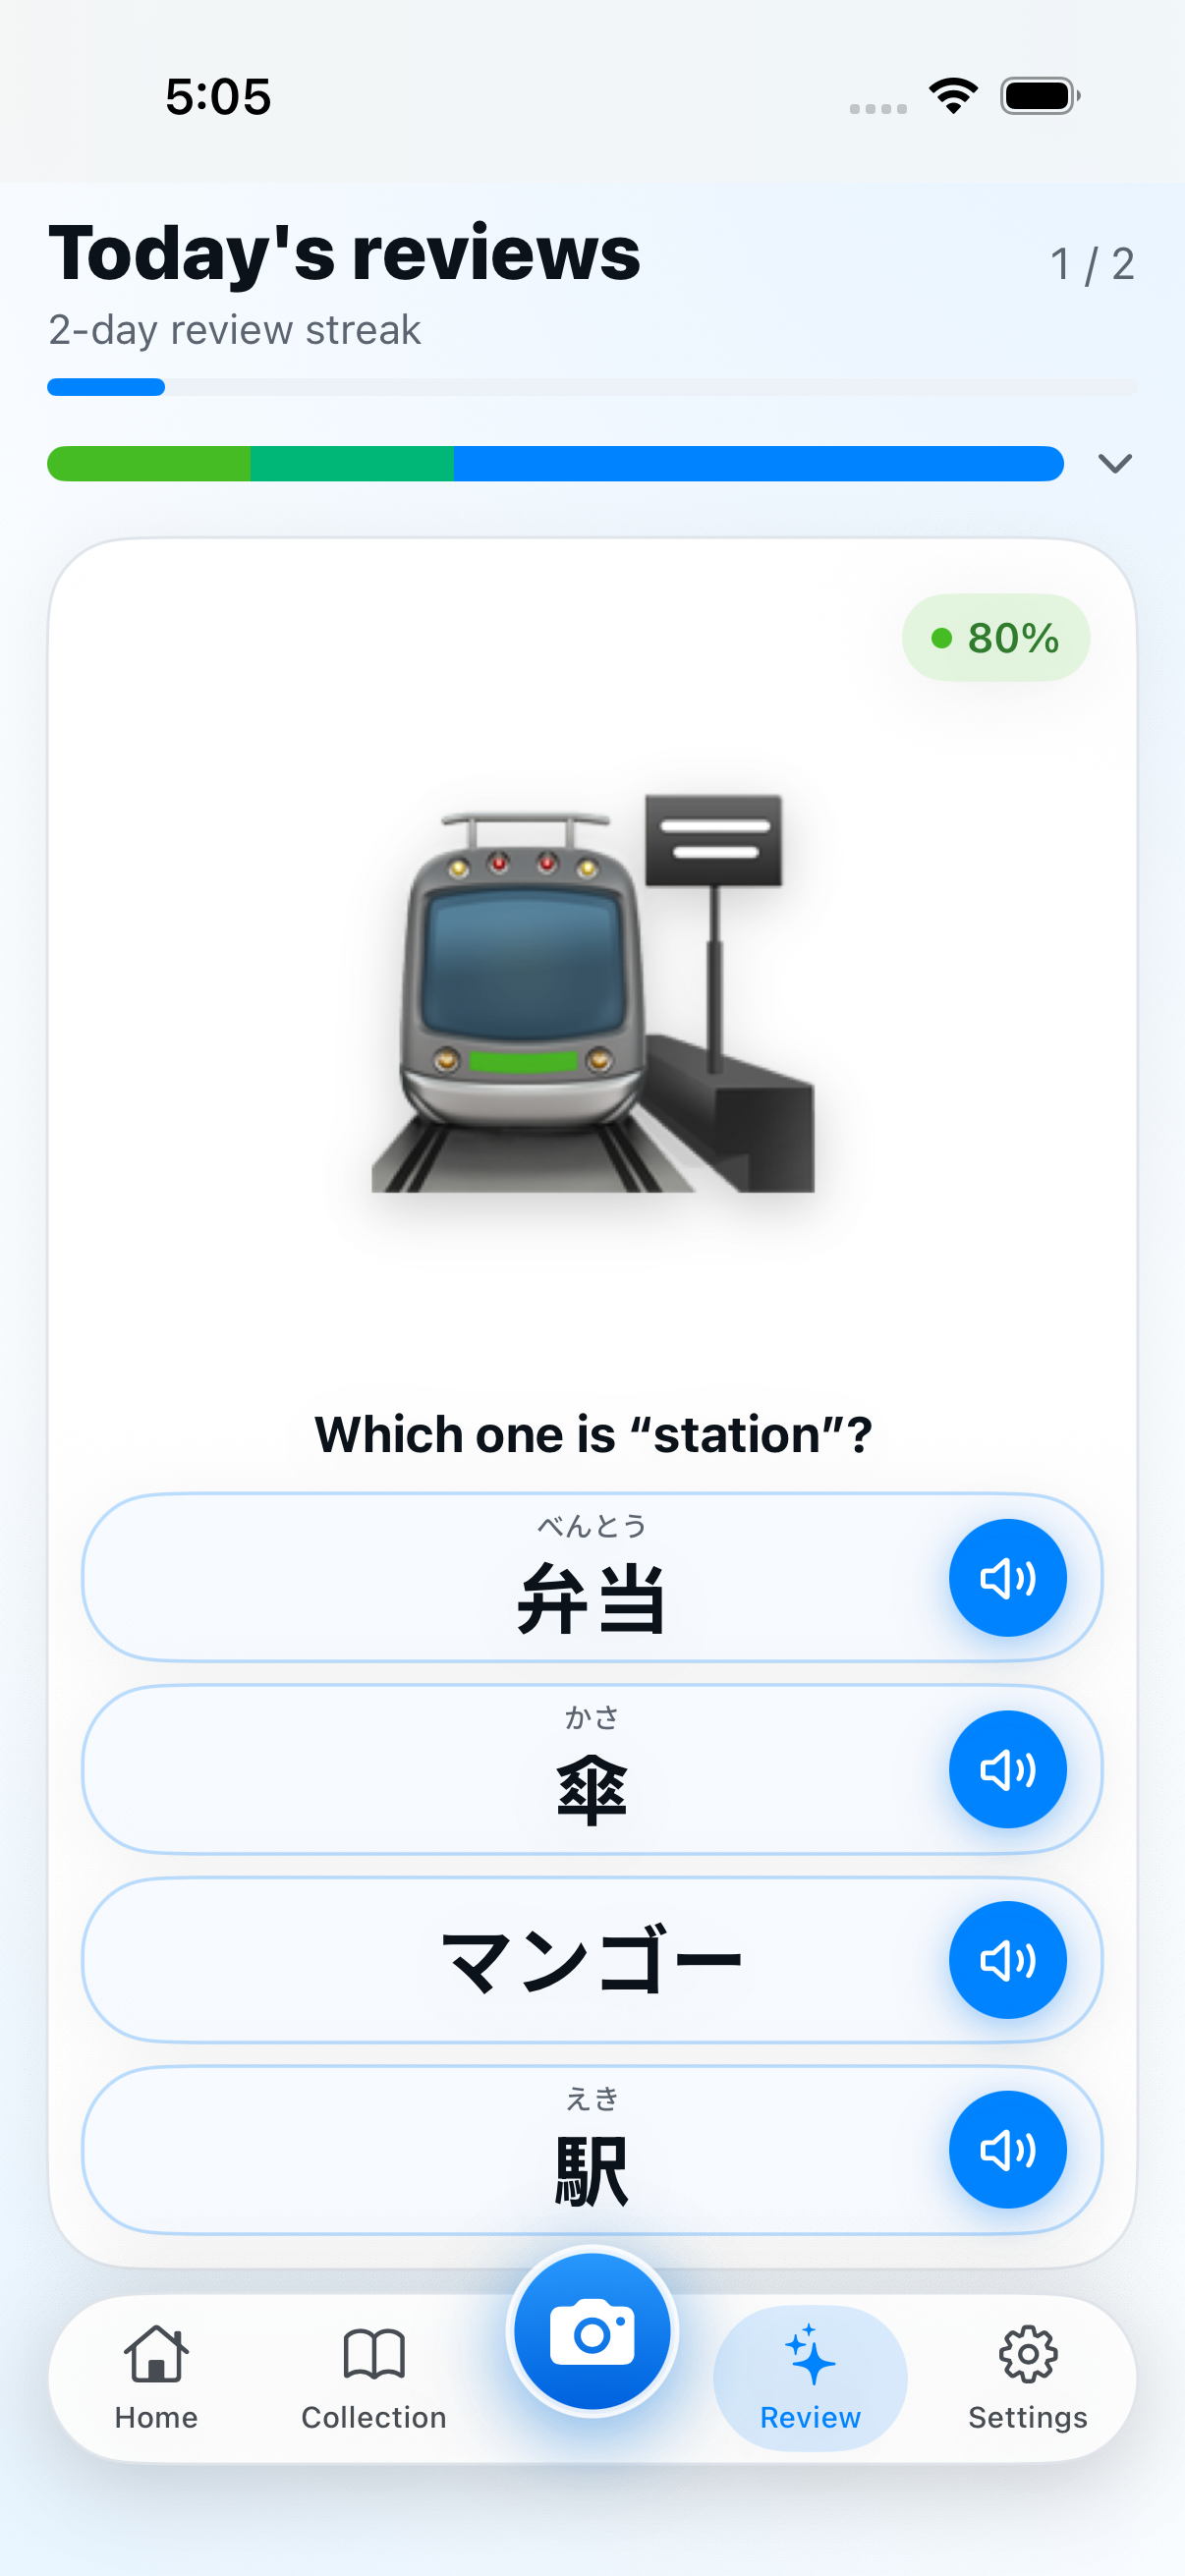 5:05
Today's reviews
1 / 2
2-day review streak
80%
Which one is “station”?
べんとう
弁当
かさ
傘
マンゴー
えき
駅
Home
Collection
Review
Settings